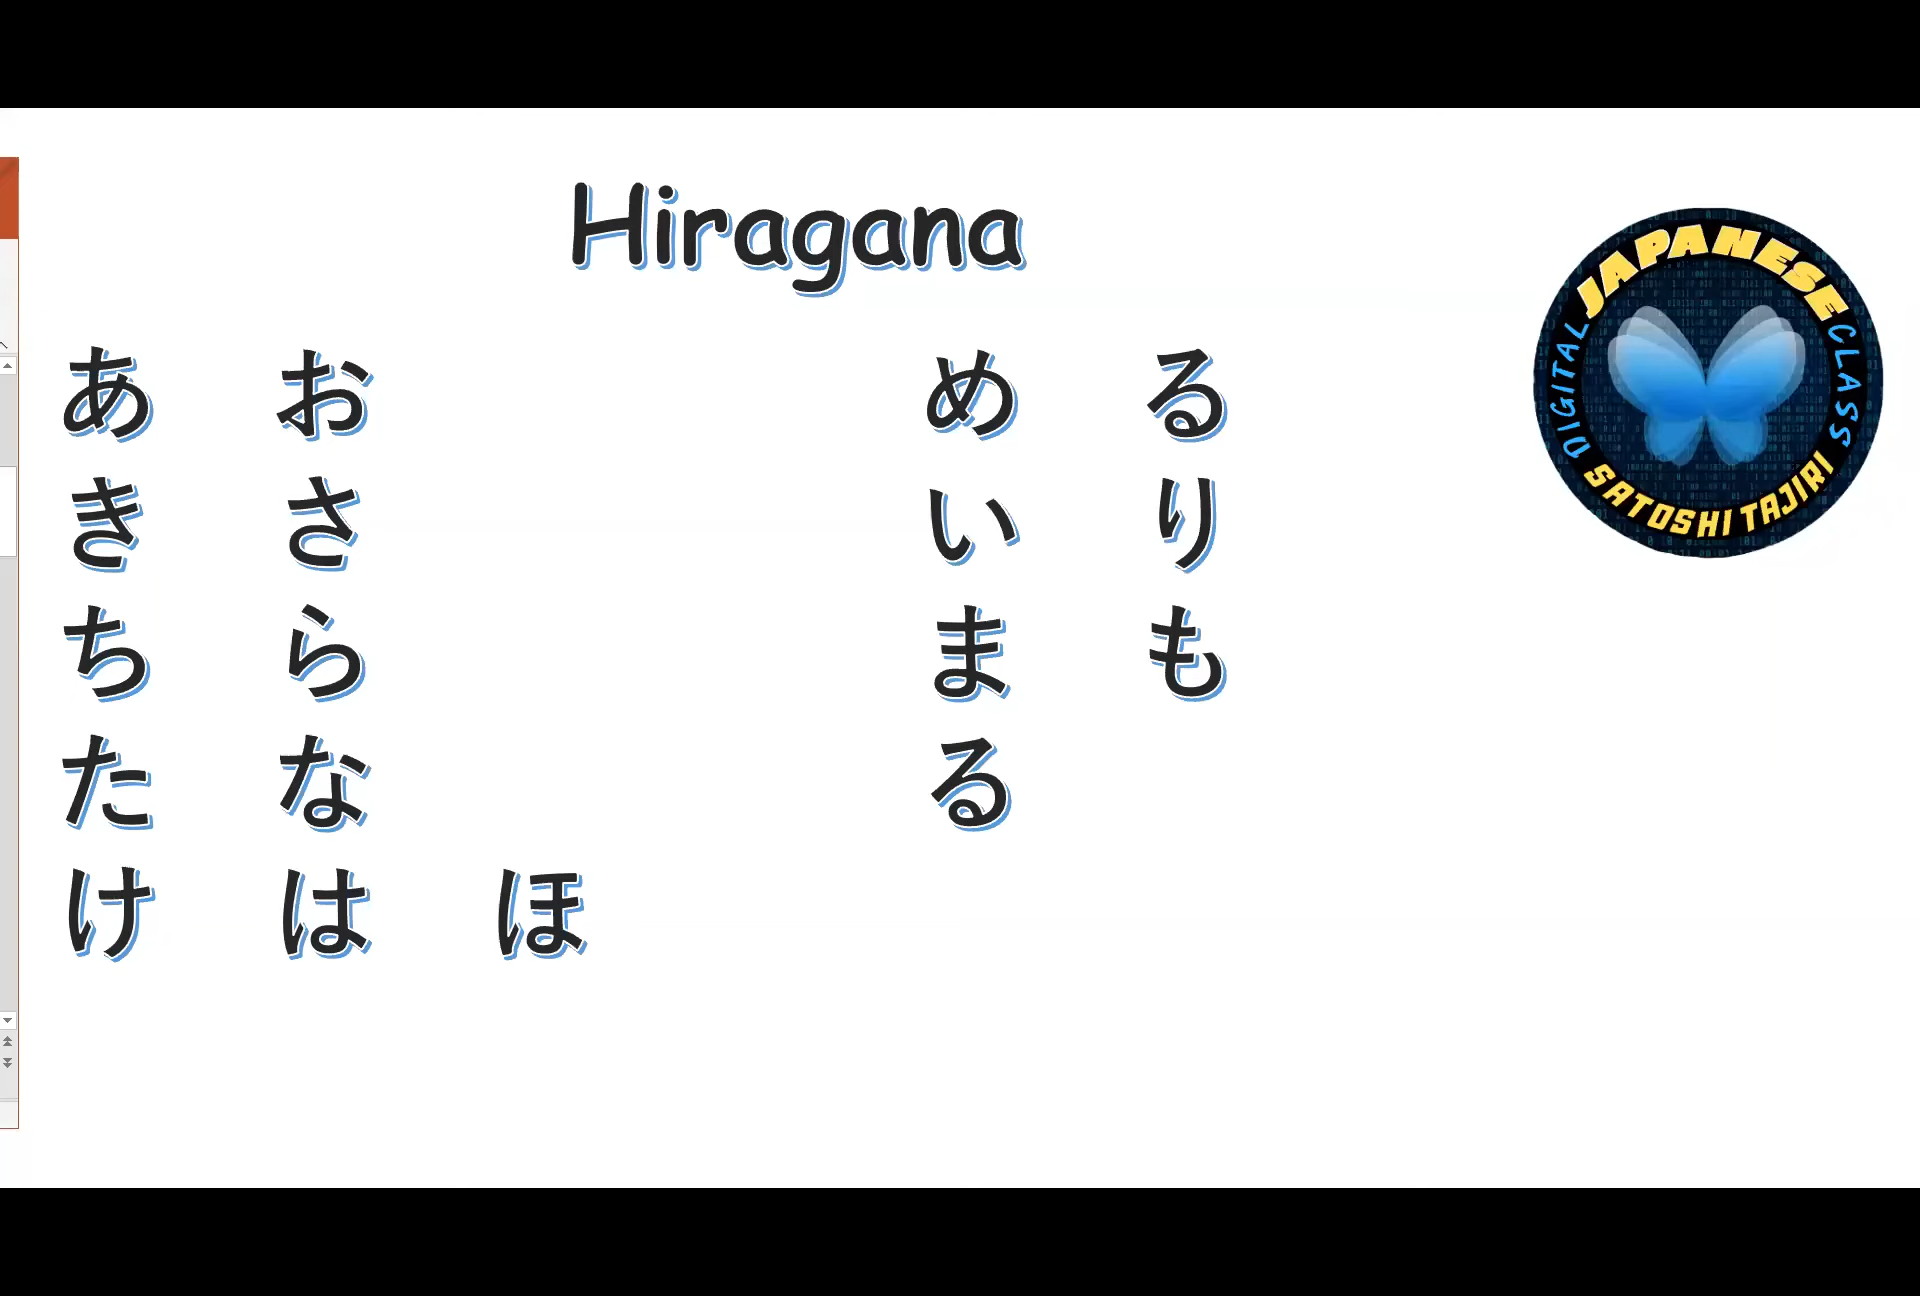 Hiragana
あ お め る
き さ い り
ち ら ま も
た な る
け は ほ
DIGITAL JAPANESE CLASS
SATOSHI TAJIRI